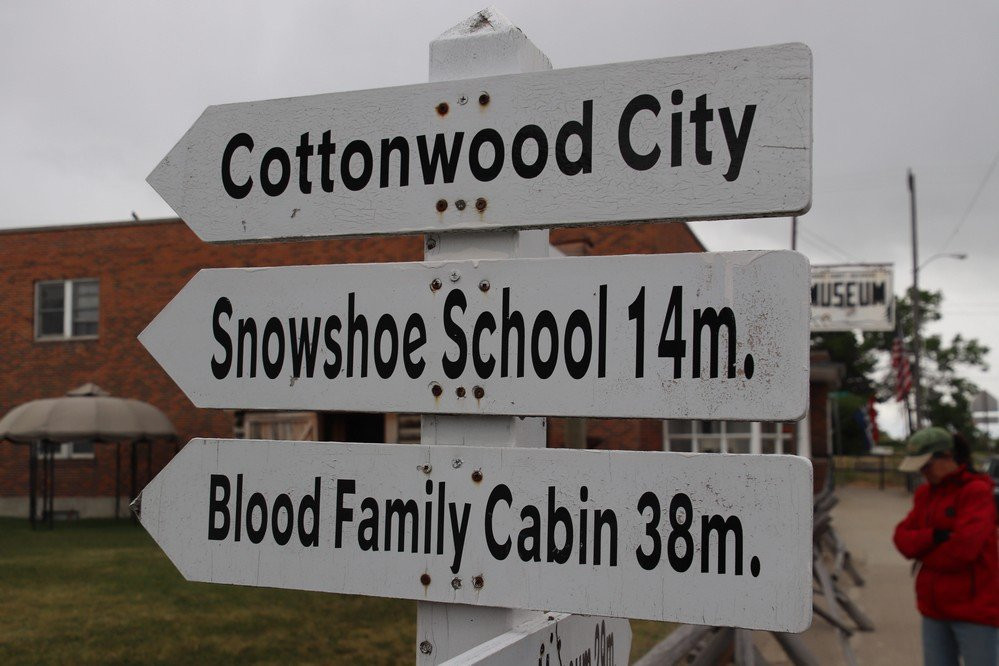 Cottonwood City
Snowshoe School 14m.
Blood Family Cabin 38m.
MUSEUM